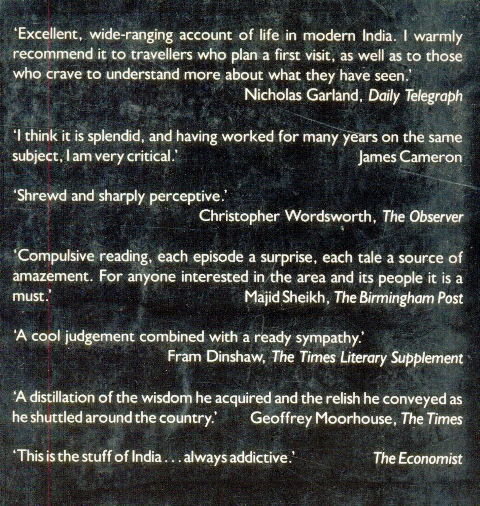 ‘Excellent, wide-ranging account of life in modern India. I warmly
recommend it to travellers who plan a first visit, as well as to those
who crave to understand more about what they have seen.’
Nicholas Garland, Daily Telegraph
‘I think it is splendid, and having worked for many years on the same
subject, I am very critical.’ James Cameron
‘Shrewd and sharply perceptive.’
Christopher Wordsworth, The Observer
‘Compulsive reading, each episode a surprise, each tale a source of
amazement. For anyone interested in the area and its people it is a
must.’ Majid Sheikh, The Birmingham Post
‘A cool judgement combined with a ready sympathy.’
Fram Dinshaw, The Times Literary Supplement
‘A distillation of the wisdom he acquired and the relish he conveyed as
he shuttled around the country.’ Geoffrey Moorhouse, The Times
‘This is the stuff of India . . . always addictive.’ The Economist